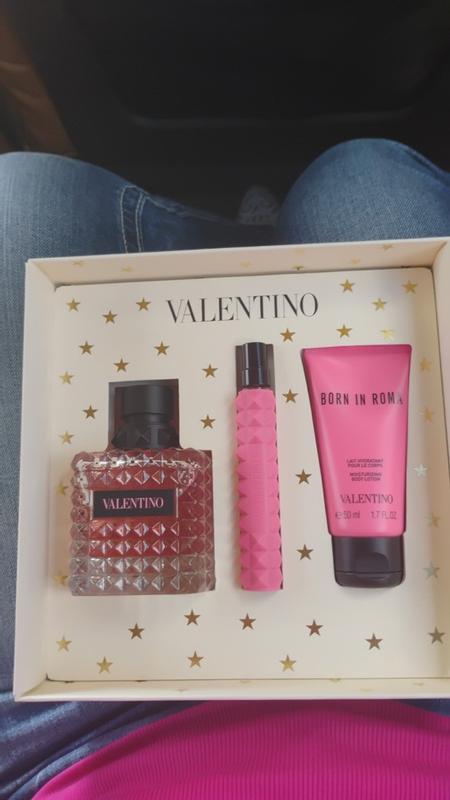 VALENTINO
VALENTINO
BORN IN ROMA
LAIT HYDRATANT
POUR LE CORPS
MOISTURIZING
BODY LOTION
VALENTINO
e 50 ml 1.7 FL.OZ